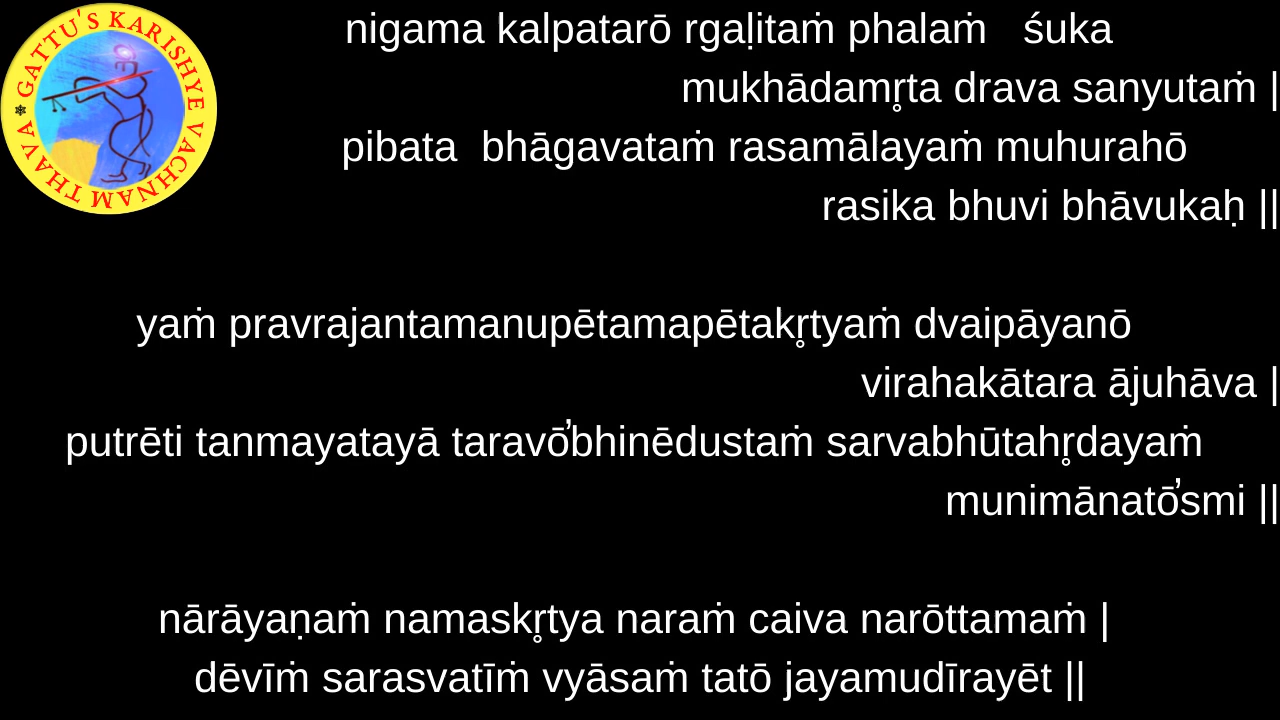 GATTU'S KARISHYE VACHNAM THAVA
nigama kalpatarō rgaḷitaṁ phalaṁ śuka
mukhādamr̥ta drava sanyutaṁ |
pibata bhāgavataṁ rasamālayaṁ muhurahō
rasika bhuvi bhāvukaḥ ||
yaṁ pravrajantamanupētamapētakr̥tyaṁ dvaipāyanō
virahakātara ājuhāva |
putrēti tanmayatayā taravō̕bhinēdustaṁ sarvabhūtahr̥dayaṁ
munimānatō̕smi ||
nārāyaṇaṁ namaskr̥tya naraṁ caiva narōttamaṁ |
dēvīṁ sarasvatīṁ vyāsaṁ tatō jayamudīrayēt ||